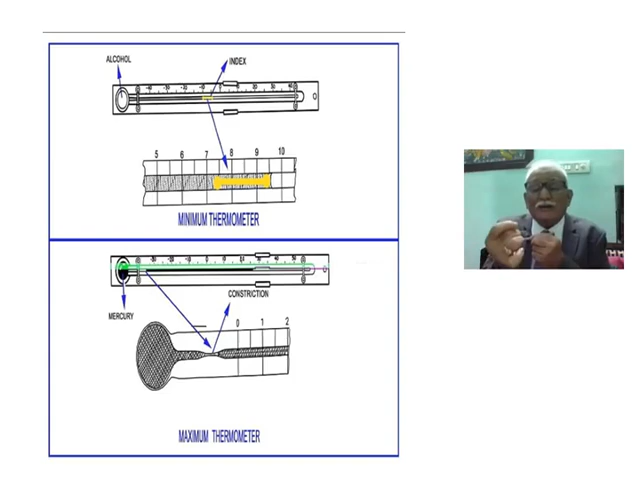 ALCOHOL
INDEX
5 6 7 8 9 10
MINIMUM THERMOMETER
CONSTRICTION
MERCURY
0 1 2
MAXIMUM THERMOMETER